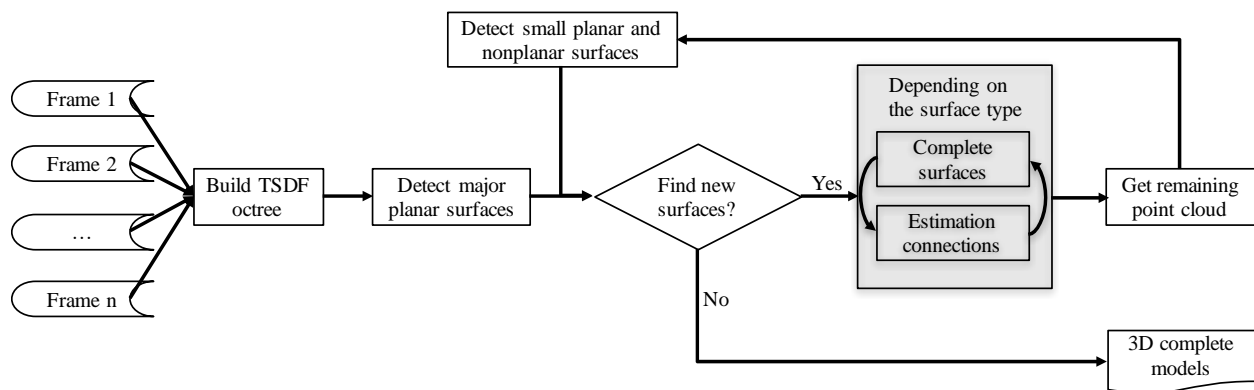 Detect small planar and
nonplanar surfaces
Frame 1
Frame 2
…
Frame n
Build TSDF
octree
Detect major
planar surfaces
Find new
surfaces?
Yes
No
Depending on
the surface type
Complete
surfaces
Estimation
connections
Get remaining
point cloud
3D complete
models